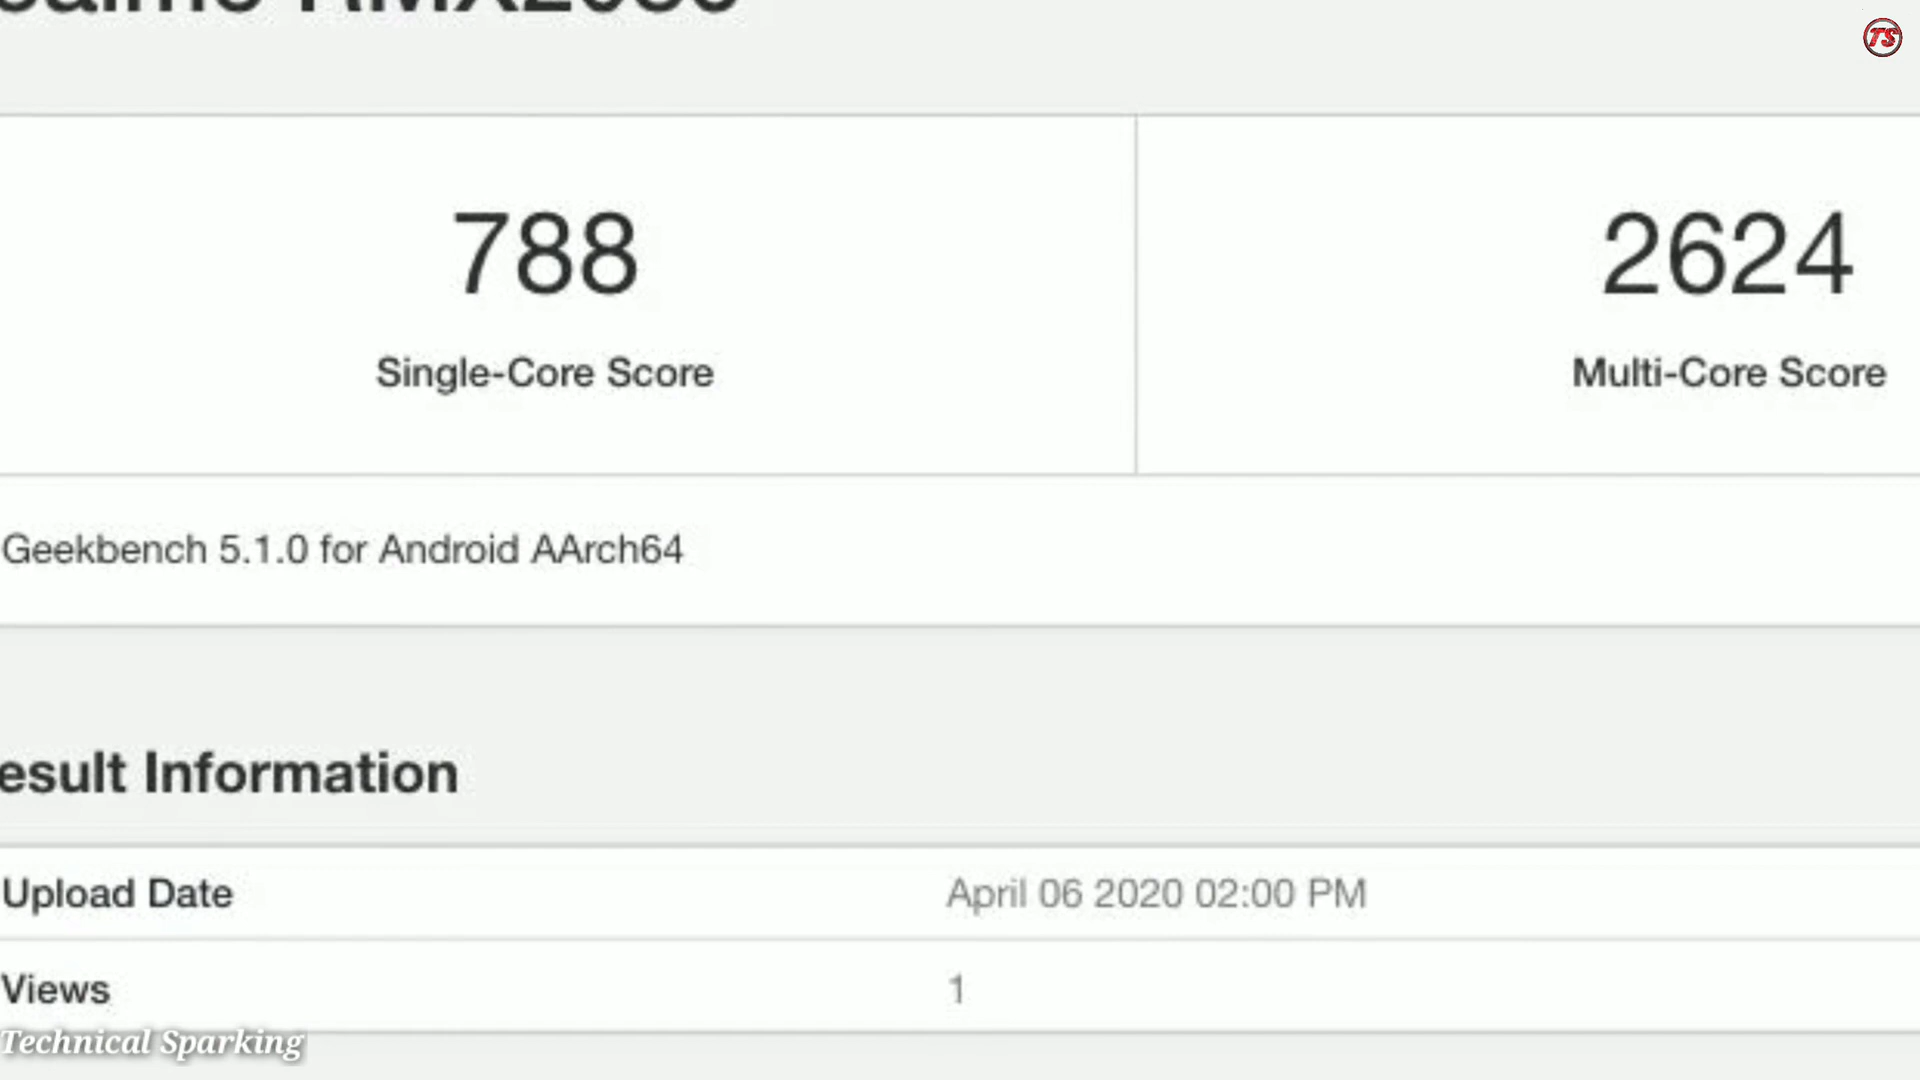 TS
788
2624
Single-Core Score
Multi-Core Score
Geekbench 5.1.0 for Android AArch64
esult Information
Upload Date
April 06 2020 02:00 PM
Views
1
Technical Sparking